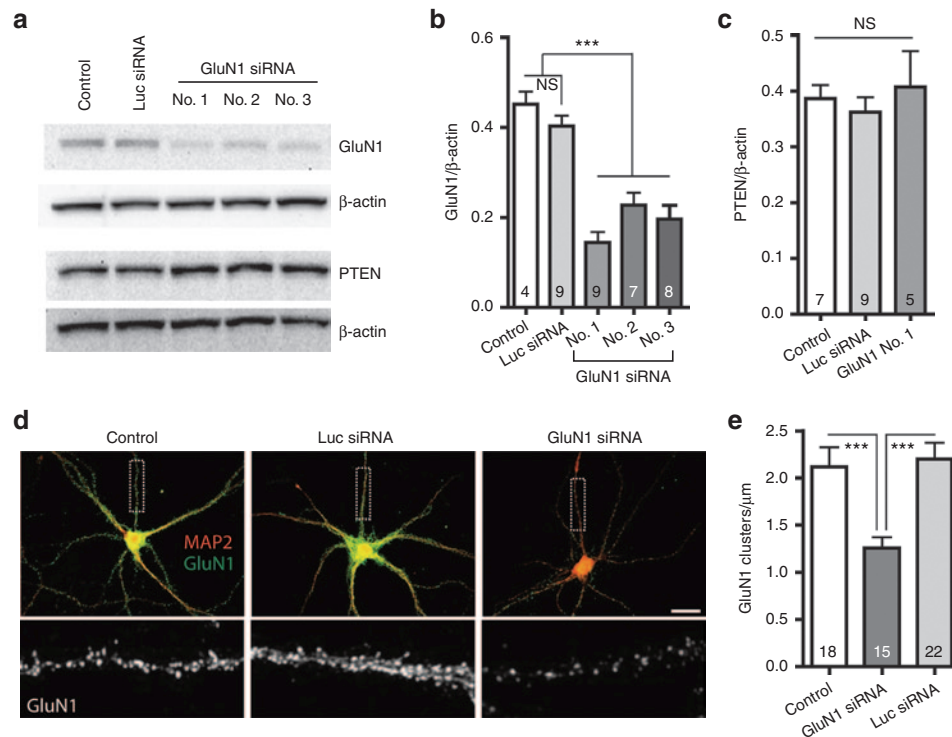 a
Control
Luc siRNA
GluN1 siRNA
No. 1 No. 2 No. 3
GluN1
β-actin
PTEN
β-actin
b
GluN1/β-actin
0.6
0.4
0.2
0.0
***
NS
4 9 9 7 8
Control
Luc siRNA
No. 1
No. 2
No. 3
GluN1 siRNA
c
PTEN/β-actin
NS
0.5
0.4
0.3
0.2
0.1
0.0
7 9 5
Control
Luc siRNA
GluN1 No. 1
d
Control Luc siRNA GluN1 siRNA
MAP2
GluN1
GluN1
e
GluN1 clusters/μm
2.5
2.0
1.5
1.0
0.5
0.0
*** ***
18 15 22
Control
GluN1 siRNA
Luc siRNA